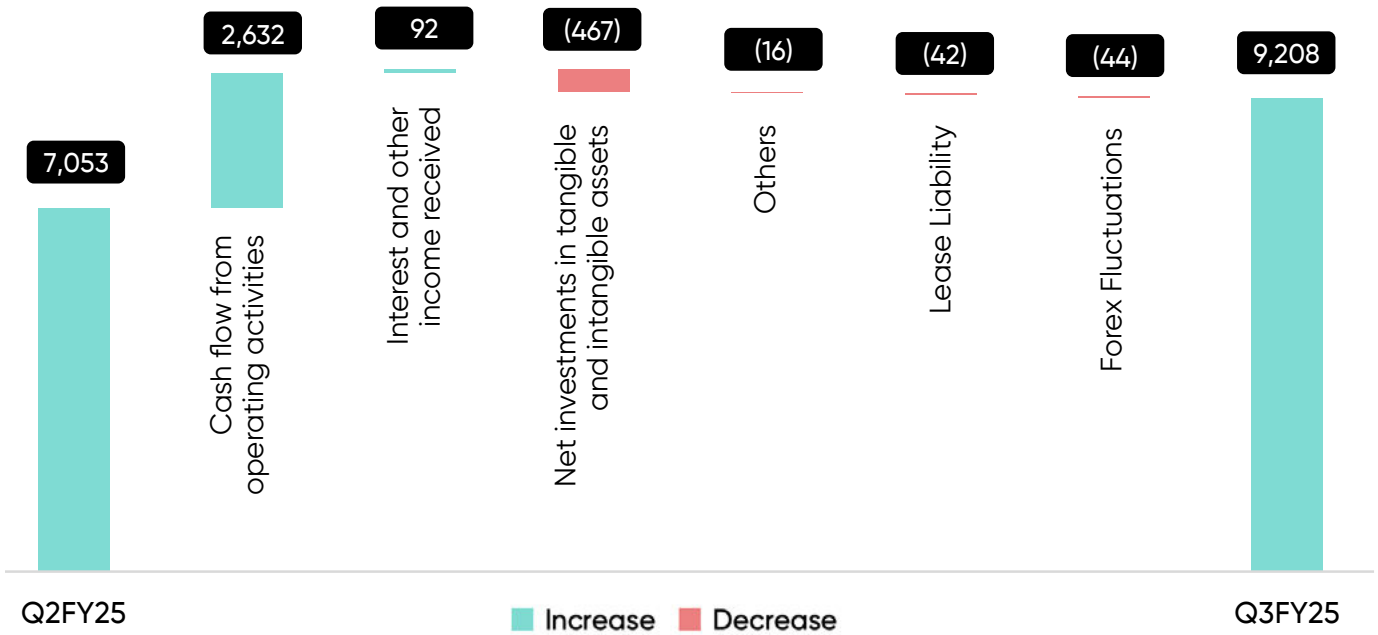 7,053
2,632
Cash flow from
operating activities
92
Interest and other
income received
(467)
Net investments in tangible
and intangible assets
(16)
Others
(42)
Lease Liability
(44)
Forex Fluctuations
9,208
Q2FY25
Q3FY25
Increase
Decrease